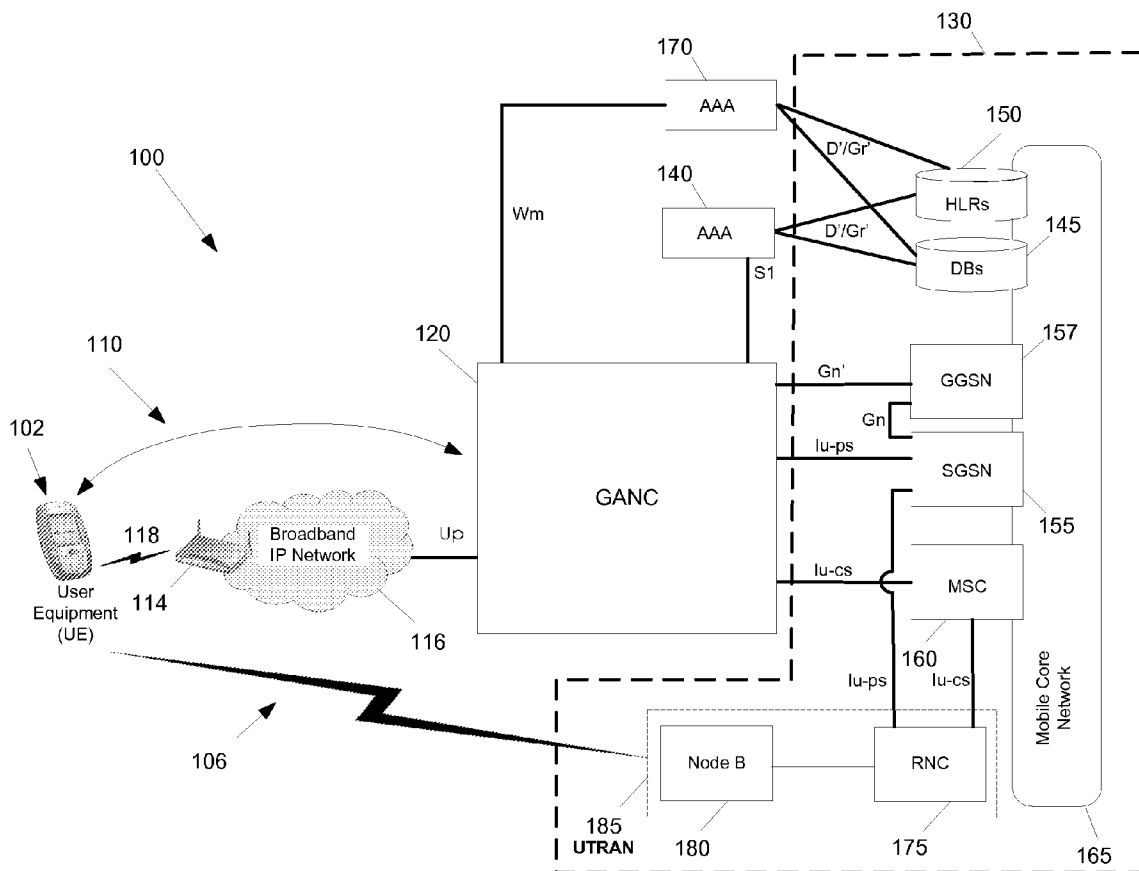 130
170
AAA
150
D'/Gr'
100
140
HLRs
Wm
AAA
D'/Gr'
145
DBs
S1
120
157
110
Gn'
GGSN
102
Gn
Iu-ps
SGSN
GANC
118
Broadband
IP Network
Up
155
Iu-cs
MSC
User
Equipment
(UE)
114
116
160
Iu-ps
Iu-cs
Mobile Core
Network
106
Node B
RNC
185
UTRAN
180
175
165